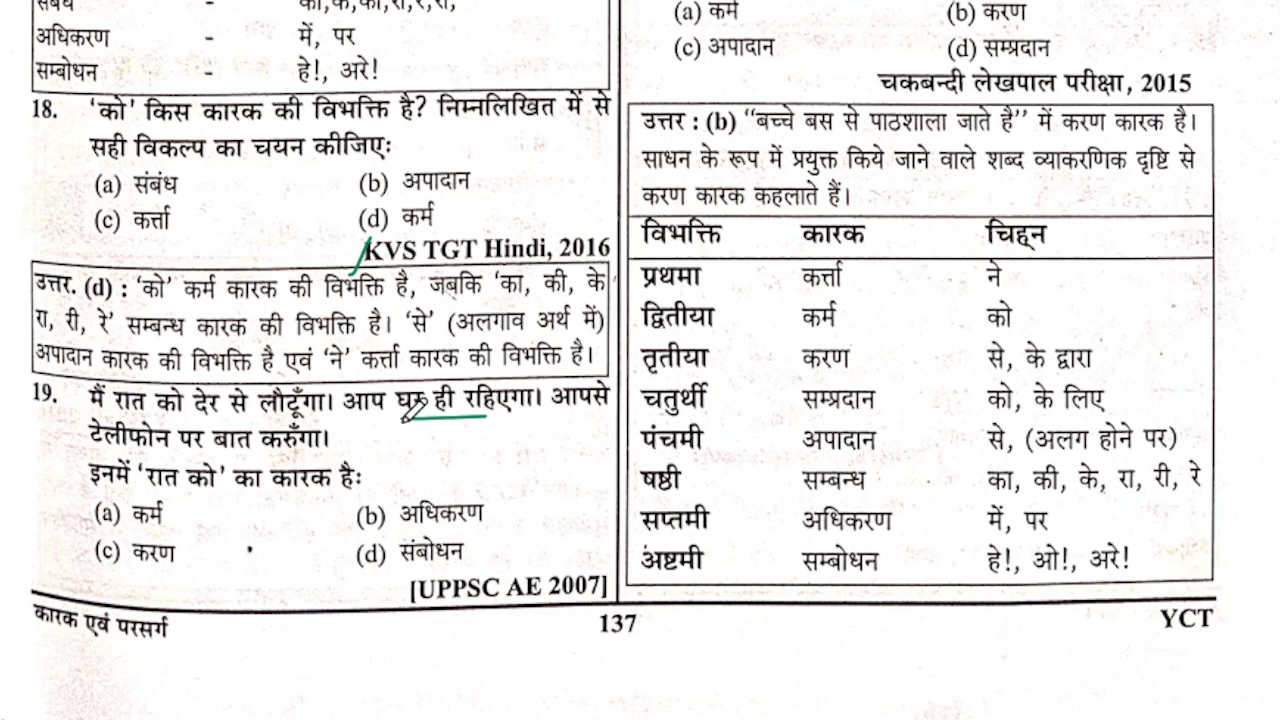 संबंध - का,के,की,रा,रे,री,
अधिकरण - में, पर
सम्बोधन - हे!, अरे!
18. 'को' किस कारक की विभक्ति है? निम्नलिखित में से
सही विकल्प का चयन कीजिएः
(a) संबंध (b) अपादान
(c) कर्त्ता (d) कर्म
KVS TGT Hindi, 2016
उत्तर. (d) : 'को' कर्म कारक की विभक्ति है, जबकि 'का, की, के
रा, री, रे' सम्बन्ध कारक की विभक्ति है। 'से' (अलगाव अर्थ में)
अपादान कारक की विभक्ति है एवं 'ने' कर्त्ता कारक की विभक्ति है।
19. मैं रात को देर से लौटूँगा। आप घर ही रहिएगा। आपसे
टेलीफोन पर बात करुँगा।
इनमें 'रात को' का कारक हैः
(a) कर्म (b) अधिकरण
(c) करण (d) संबोधन
[UPPSC AE 2007]
(a) कर्म (b) करण
(c) अपादान (d) सम्प्रदान
चकबन्दी लेखपाल परीक्षा, 2015
उत्तर : (b) "बच्चे बस से पाठशाला जाते है" में करण कारक है।
साधन के रूप में प्रयुक्त किये जाने वाले शब्द व्याकरणिक दृष्टि से
करण कारक कहलाते हैं।
विभक्ति कारक चिह्न
प्रथमा कर्त्ता ने
द्वितीया कर्म को
तृतीया करण से, के द्वारा
चतुर्थी सम्प्रदान को, के लिए
पंचमी अपादान से, (अलग होने पर)
षष्ठी सम्बन्ध का, की, के, रा, री, रे
सप्तमी अधिकरण में, पर
अष्टमी सम्बोधन हे!, ओ!, अरे!
कारक एवं परसर्ग 137 YCT